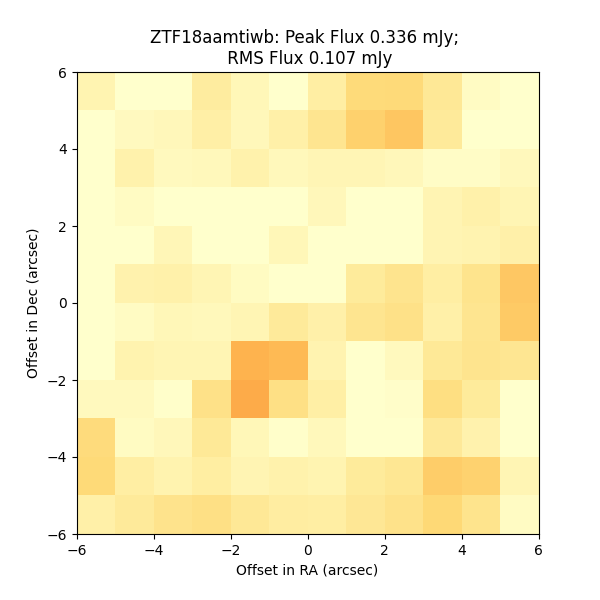 ZTF18aamtiwb: Peak Flux 0.336 mJy;
RMS Flux 0.107 mJy
6
4
2
0
−2
−4
−6
Offset in Dec (arcsec)
−6 −4 −2 0 2 4 6
Offset in RA (arcsec)